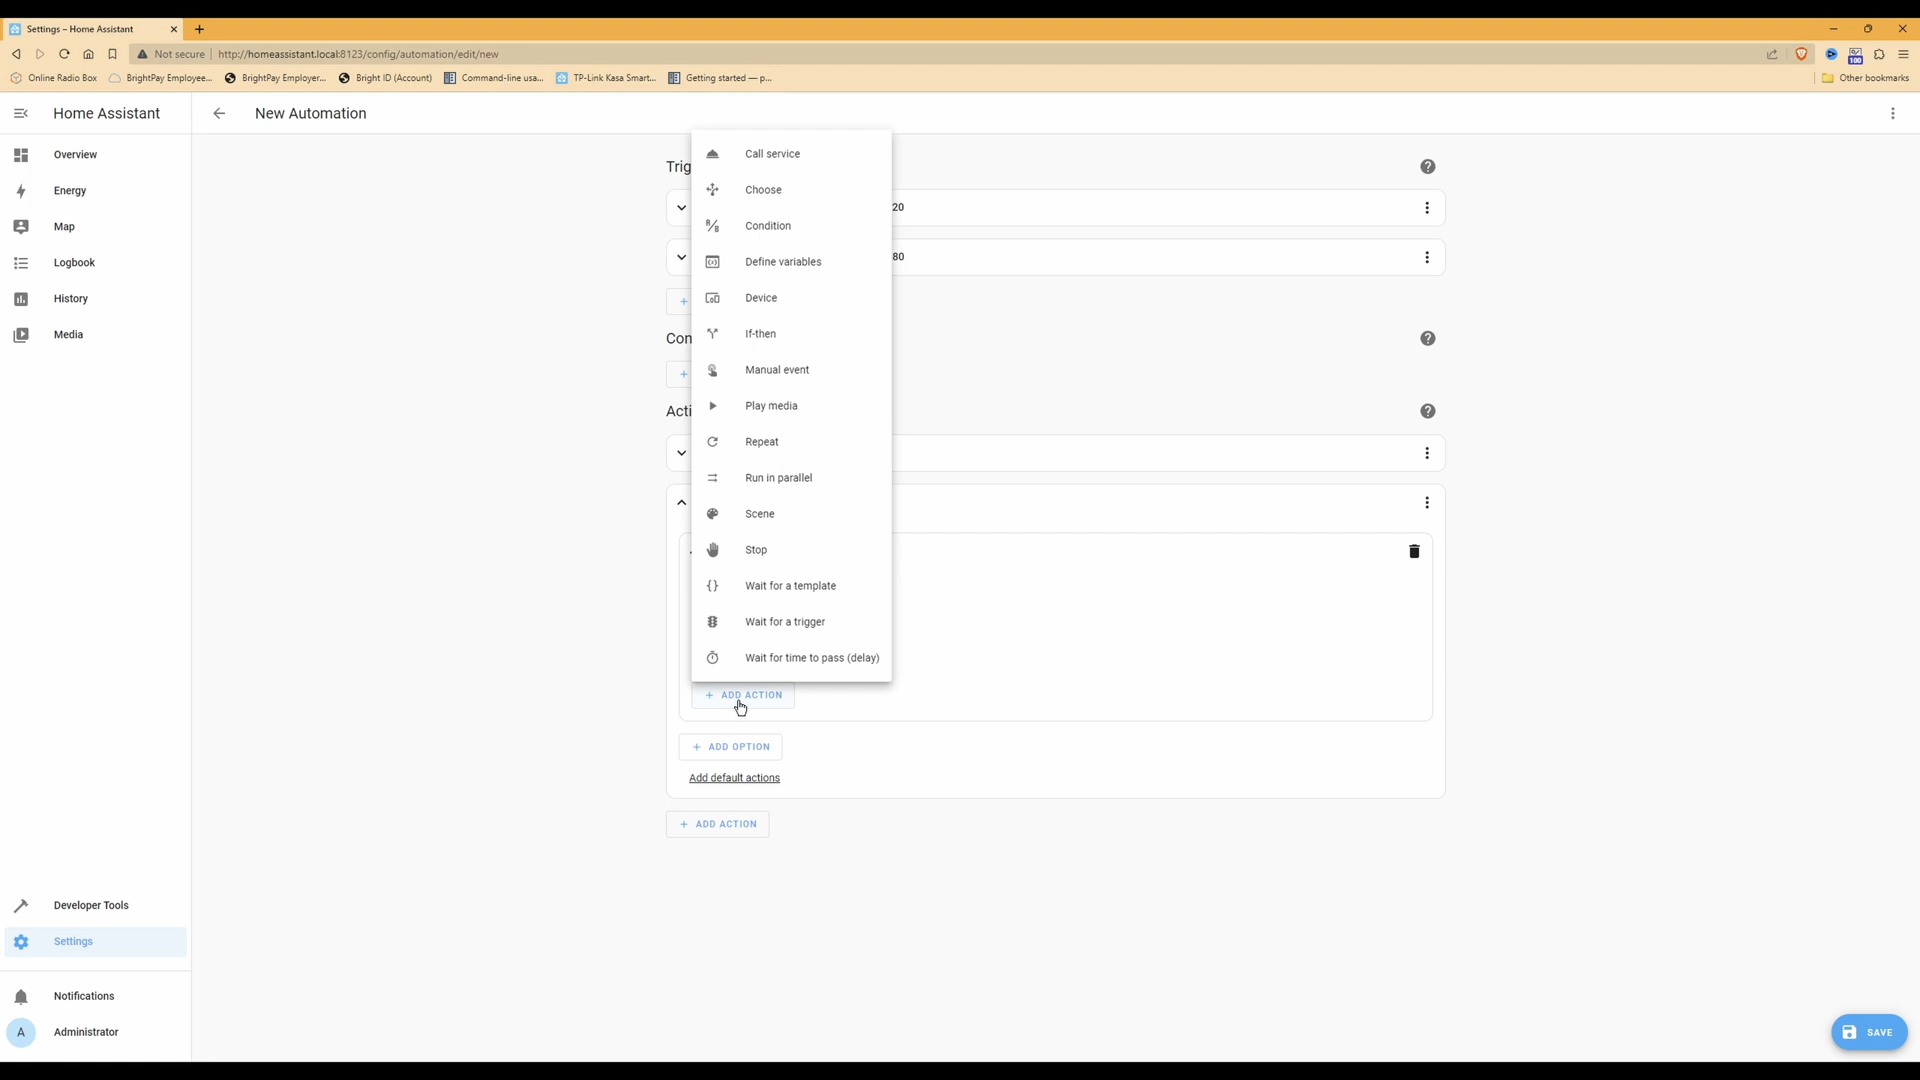 Settings – Home Assistant
Not secure
http://homeassistant.local:8123/config/automation/edit/new
100
Online Radio Box
BrightPay Employee...
BrightPay Employer...
Bright ID (Account)
Command-line usa...
TP-Link Kasa Smart...
Getting started — p...
Other bookmarks
Home Assistant
New Automation
Overview
Energy
Map
Logbook
History
Media
Developer Tools
Settings
Notifications
A
Administrator
Trig
20
80
Con
Acti
Call service
Choose
Condition
Define variables
Device
If-then
Manual event
Play media
Repeat
Run in parallel
Scene
Stop
Wait for a template
Wait for a trigger
Wait for time to pass (delay)
+ ADD ACTION
+ ADD OPTION
Add default actions
+ ADD ACTION
SAVE